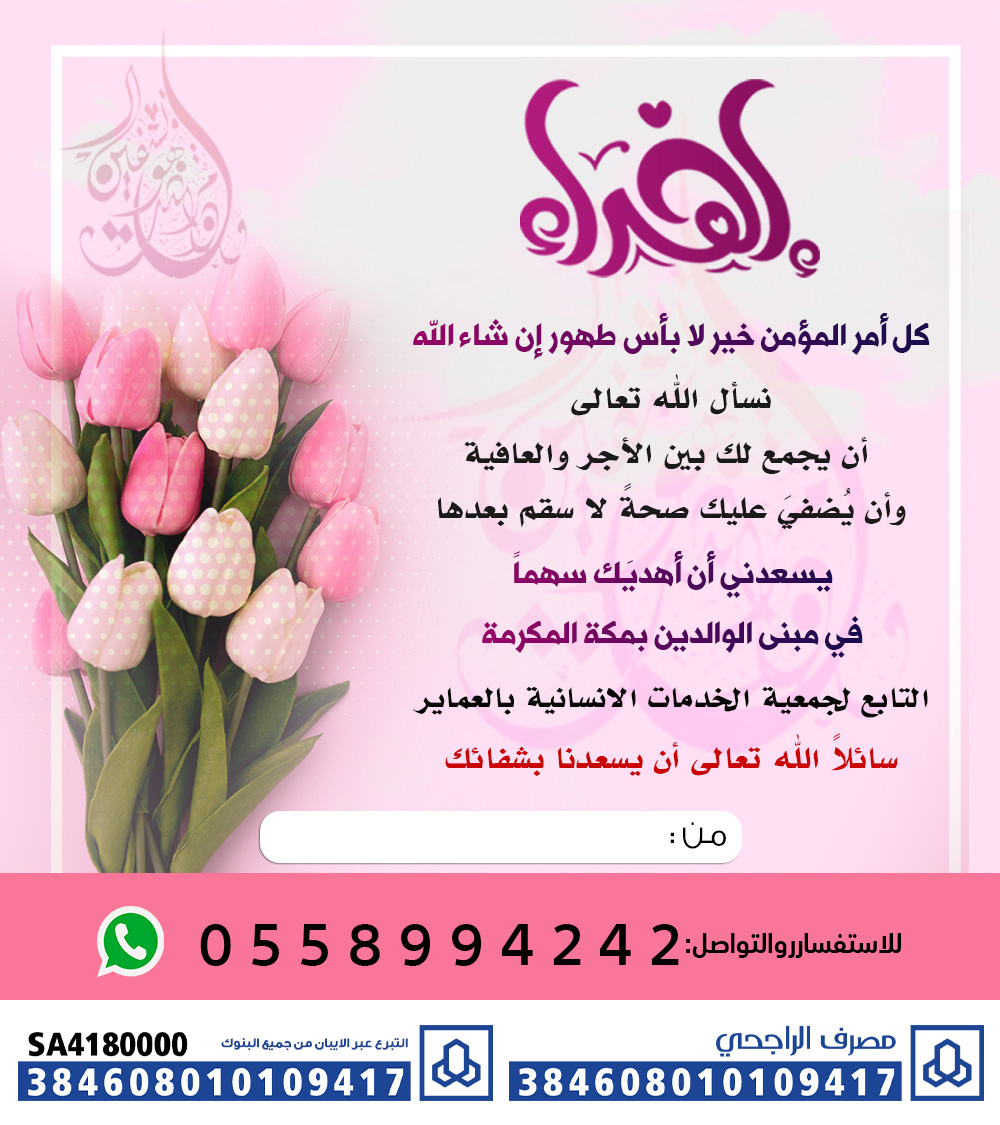 إهداء
كل أمر المؤمن خير لا بأس طهور إن شاء الله
نسأل الله تعالى
أن يجمع لك بين الأجر والعافية
وأن يُضفيَ عليك صحةً لا سقم بعدها
يسعدني أن أهديَك سهماً
في مبنى الوالدين بمكة المكرمة
التابع لجمعية الخدمات الانسانية بالعماير
سائلاً الله تعالى أن يسعدنا بشفائك
من :
للاستفسارر والتواصل: 0558994242
مصرف الراجحي
384608010109417
التبرع عبر الايبان من جميع البنوك
SA4180000
384608010109417